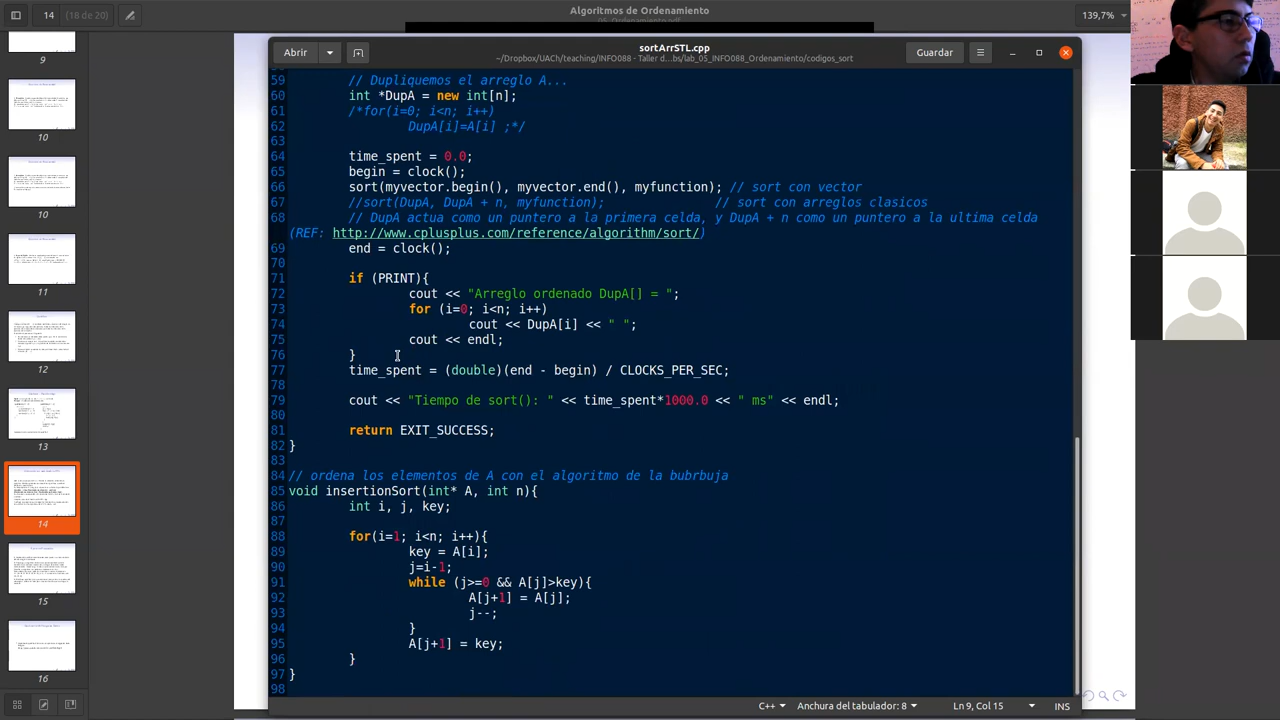 14
(18 de 20)
Algoritmos de Ordenamiento
05_Ordenamiento.pdf
139,7%
Abrir
sortArrSTL.cpp
~/Dropbox/UACh/teaching/INFO088 - Taller d…bs/lab_05_INFO088_Ordenamiento/codigos_sort
Guardar
59 // Dupliquemos el arreglo A...
60 int *DupA = new int[n];
61 /*for(i=0; i<n; i++)
62 DupA[i]=A[i] ;*/
63
64 time_spent = 0.0;
65 begin = clock();
66 sort(myvector.begin(), myvector.end(), myfunction); // sort con vector
67 //sort(DupA, DupA + n, myfunction); // sort con arreglos clasicos
68 // DupA actua como un puntero a la primera celda, y DupA + n como un puntero a la ultima celda
(REF: http://www.cplusplus.com/reference/algorithm/sort/)
69 end = clock();
70
71 if (PRINT){
72 cout << "Arreglo ordenado DupA[] = ";
73 for (i=0; i<n; i++)
74 cout << DupA[i] << " ";
75 cout << endl;
76 }
77 time_spent = (double)(end - begin) / CLOCKS_PER_SEC;
78
79 cout << "Tiempo de sort(): " << time_spent*1000.0 << " ms" << endl;
80
81 return EXIT_SUCCESS;
82 }
83
84 // ordena los elementos de A con el algoritmo de la bubrbuja
85 void insertionSort(int *A, int n){
86 int i, j, key;
87
88 for(i=1; i<n; i++){
89 key = A[i];
90 j=i-1;
91 while (j>=0 && A[j]>key){
92 A[j+1] = A[j];
93 j--;
94 }
95 A[j+1] = key;
96 }
97 }
98
C++
Anchura del tabulador: 8
Ln 9, Col 15
INS
9
10
10
11
12
13
14
15
16